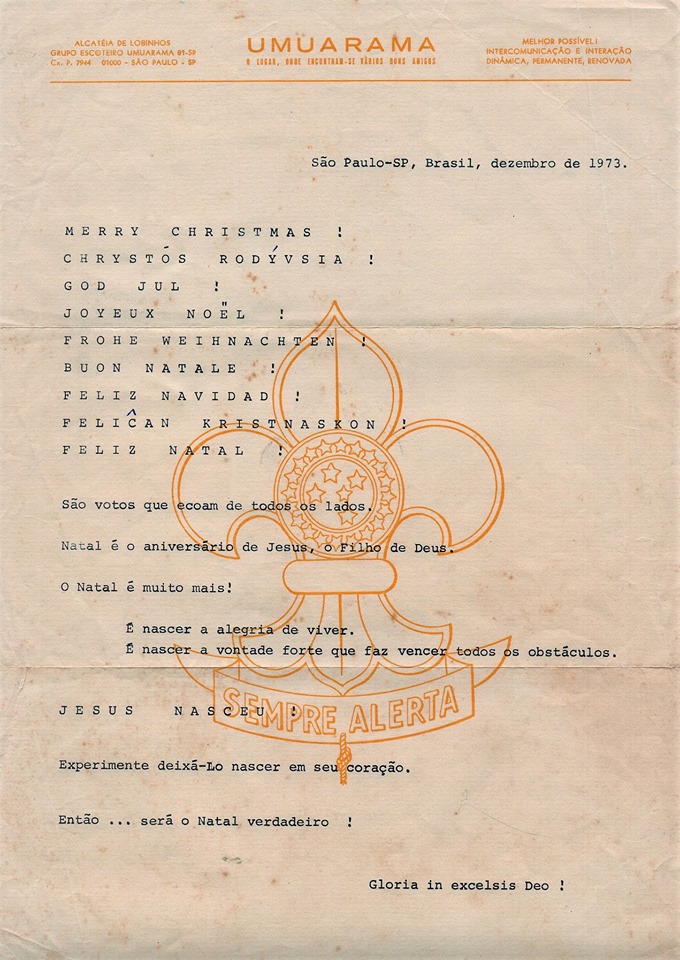 ALCATÉIA DE LOBINHOS
GRUPO ESCOTEIRO UMUARAMA 81-SP
CX. P. 7944 01000 - SÃO PAULO - SP
UMUARAMA
O LUGAR, ONDE ENCONTRAM-SE VÁRIOS BONS AMIGOS
MELHOR POSSÍVEL!
INTERCOMUNICAÇÃO E INTERAÇÃO
DINÂMICA, PERMANENTE, RENOVADA
São Paulo-SP, Brasil, dezembro de 1973.
MERRY CHRISTMAS !
CHRYSTÓS RODÝVSIA !
GOD JUL !
JOYEUX NOËL !
FROHE WEIHNACHTEN !
BUON NATALE !
FELIZ NAVIDAD !
FELIĈAN KRISTNASKON !
FELIZ NATAL !
São votos que ecoam de todos os lados.
Natal é o aniversário de Jesus, o Filho de Deus.
O Natal é muito mais!
É nascer a alegria de viver.
É nascer a vontade forte que faz vencer todos os obstáculos.
JESUS NASCEU !
SEMPRE ALERTA
Experimente deixá-Lo nascer em seu coração.
Então ... será o Natal verdadeiro !
Gloria in excelsis Deo !